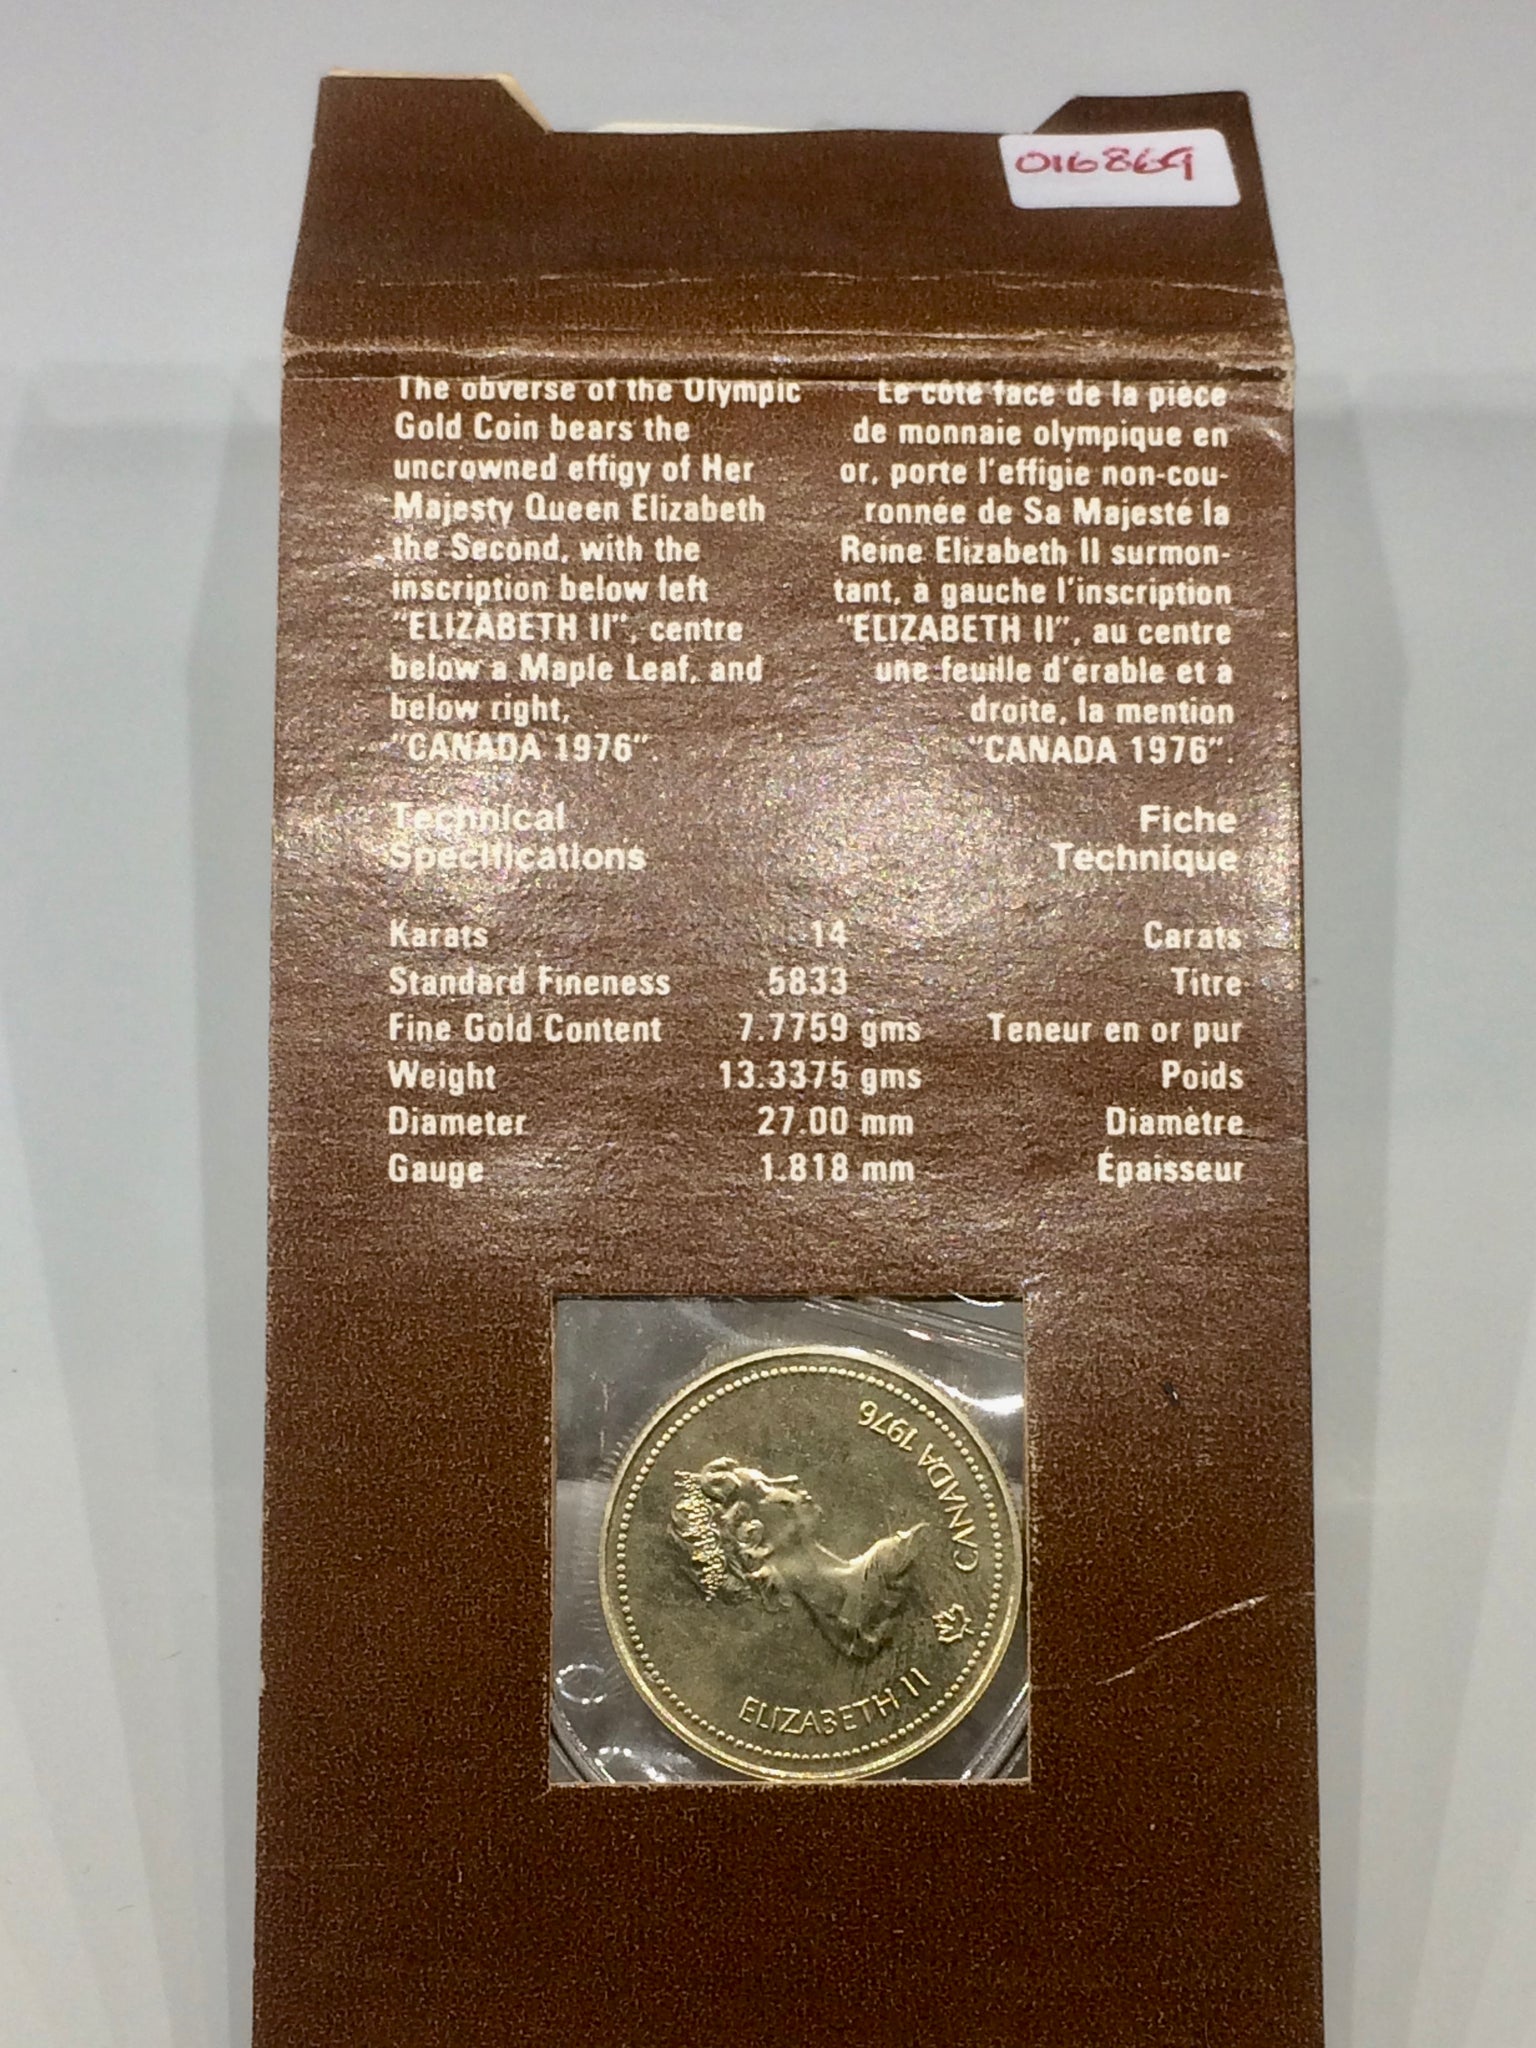 016869
The obverse of the Olympic
Gold Coin bears the
uncrowned effigy of Her
Majesty Queen Elizabeth
the Second, with the
inscription below left
"ELIZABETH II", centre
below a Maple Leaf, and
below right,
"CANADA 1976".
Le côté face de la pièce
de monnaie olympique en
or, porte l'effigie non-cou-
ronnée de Sa Majesté la
Reine Elizabeth II surmon-
tant, à gauche l'inscription
"ELIZABETH II", au centre
une feuille d'érable et a
droite, la mention
"CANADA 1976".
Technical
Specifications
Fiche
Technique
Karats 14 Carats
Standard Fineness .5833 Titre
Fine Gold Content 7.7759 gms Teneur en or pur
Weight 13.3375 gms Poids
Diameter 27.00 mm Diamètre
Gauge 1.818 mm Épaisseur
ELIZABETH II
CANADA 1976